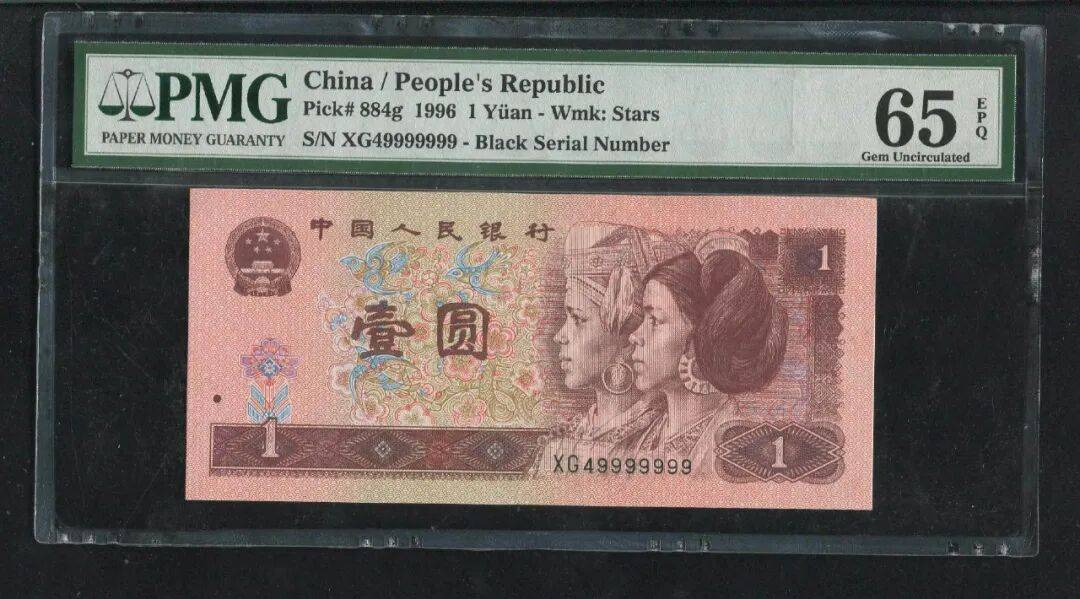 PMG
PAPER MONEY GUARANTY
China / People's Republic
Pick# 884g 1996 1 Yüan - Wmk: Stars
S/N XG49999999 - Black Serial Number
65
EPQ
Gem Uncirculated
中国人民银行
1
壹圆
1
1
XG49999999